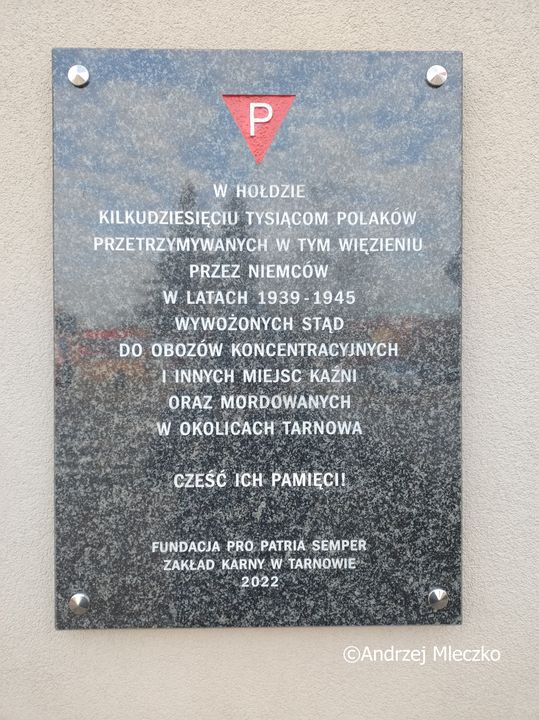 P
W HOŁDZIE
KILKUDZIESIĘCIU TYSIĄCOM POLAKÓW
PRZETRZYMYWANYCH W TYM WIĘZIENIU
PRZEZ NIEMCÓW
W LATACH 1939-1945
WYWOŻONYCH STĄD
DO OBOZÓW KONCENTRACYJNYCH
I INNYCH MIEJSC KAŹNI
ORAZ MORDOWANYCH
W OKOLICACH TARNOWA
CZEŚĆ ICH PAMIĘCI!
FUNDACJA PRO PATRIA SEMPER
ZAKŁAD KARNY W TARNOWIE
2022
©Andrzej Mleczko